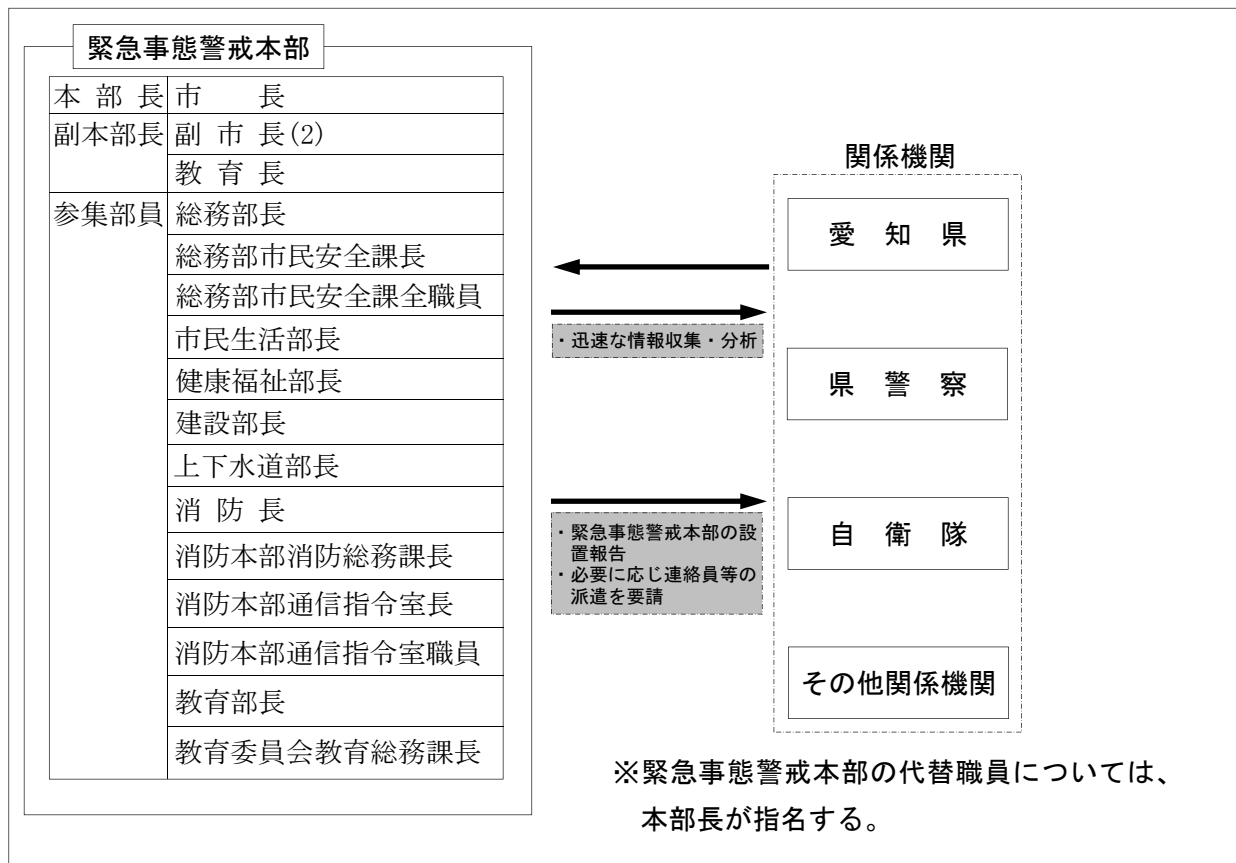 緊急事態警戒本部
本 部 長 市　　長
副本部長 副 市 長(2)
教 育 長
参集部員 総務部長
総務部市民安全課長
総務部市民安全課全職員
市民生活部長
健康福祉部長
建設部長
上下水道部長
消 防 長
消防本部消防総務課長
消防本部通信指令室長
消防本部通信指令室職員
教育部長
教育委員会教育総務課長
・迅速な情報収集・分析
・緊急事態警戒本部の設
置報告
・必要に応じ連絡員等の
派遣を要請
関係機関
愛　知　県
県　警　察
自　衛　隊
その他関係機関
※緊急事態警戒本部の代替職員については、
本部長が指名する。